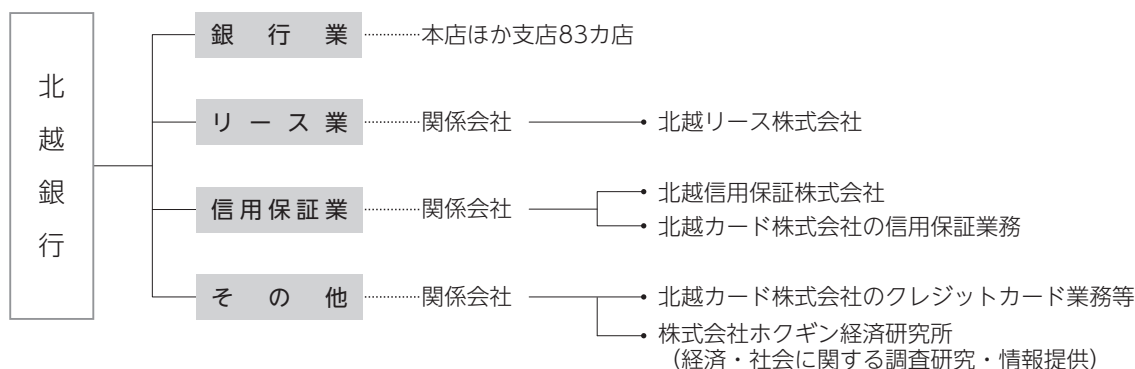 北越銀行
銀行業 本店ほか支店83カ店
リース業 関係会社 • 北越リース株式会社
信用保証業 関係会社 • 北越信用保証株式会社
• 北越カード株式会社の信用保証業務
その他 関係会社 • 北越カード株式会社のクレジットカード業務等
• 株式会社ホクギン経済研究所
（経済・社会に関する調査研究・情報提供）